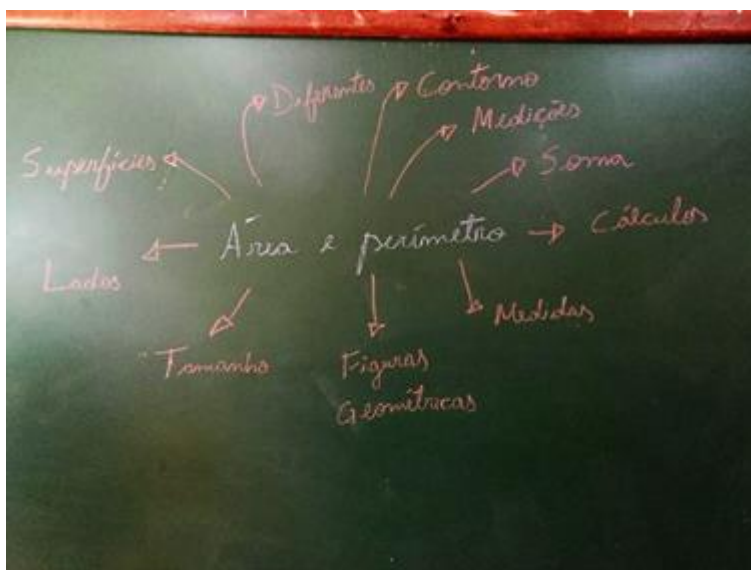 Diferentes
Contorno
Medições
Superfícies
Soma
Área e perímetro
Cálculos
Lados
Medidas
Tamanho
Figuras
Geométricas